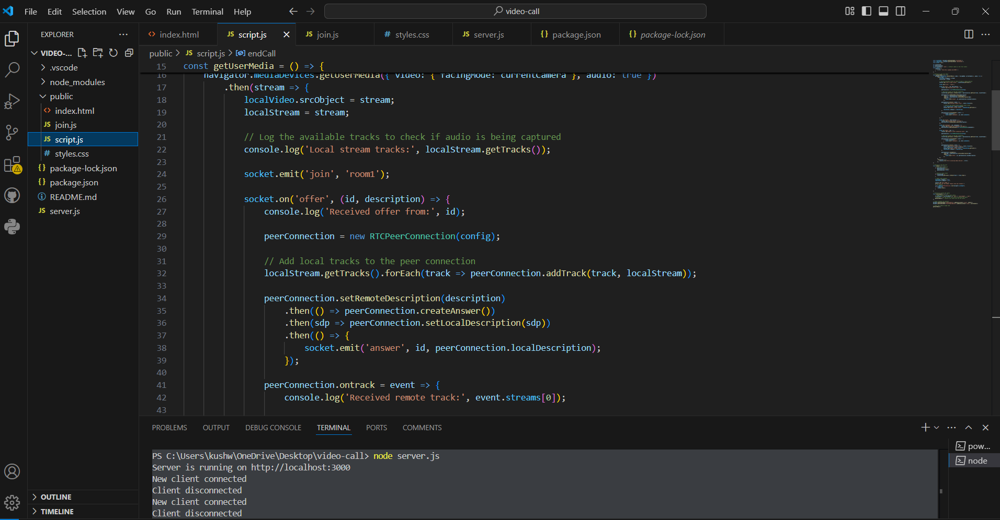 File Edit Selection View Go Run Terminal Help
video-call
EXPLORER
VIDEO-...
.vscode
node_modules
public
index.html
join.js
script.js
styles.css
package-lock.json
package.json
README.md
server.js
OUTLINE
TIMELINE
index.html JS script.js JS join.js # styles.css JS server.js {} package.json {} package-lock.json
public > JS script.js > endCall
15 const getUserMedia = () => {
16 navigator.mediaDevices.getUserMedia({ video: { facingMode: currentCamera }, audio: true })
17 .then(stream => {
18 localVideo.srcObject = stream;
19 localStream = stream;
20
21 // Log the available tracks to check if audio is being captured
22 console.log('Local stream tracks:', localStream.getTracks());
23
24 socket.emit('join', 'room1');
25
26 socket.on('offer', (id, description) => {
27 console.log('Received offer from:', id);
28
29 peerConnection = new RTCPeerConnection(config);
30
31 // Add local tracks to the peer connection
32 localStream.getTracks().forEach(track => peerConnection.addTrack(track, localStream));
33
34 peerConnection.setRemoteDescription(description)
35 .then(() => peerConnection.createAnswer())
36 .then(sdp => peerConnection.setLocalDescription(sdp))
37 .then(() => {
38 socket.emit('answer', id, peerConnection.localDescription);
39 });
40
41 peerConnection.ontrack = event => {
42 console.log('Received remote track:', event.streams[0]);
43
PROBLEMS OUTPUT DEBUG CONSOLE TERMINAL PORTS COMMENTS
PS C:\Users\kushw\OneDrive\Desktop\video-call> node server.js
Server is running on http://localhost:3000
New client connected
Client disconnected
New client connected
Client disconnected
pow...
node